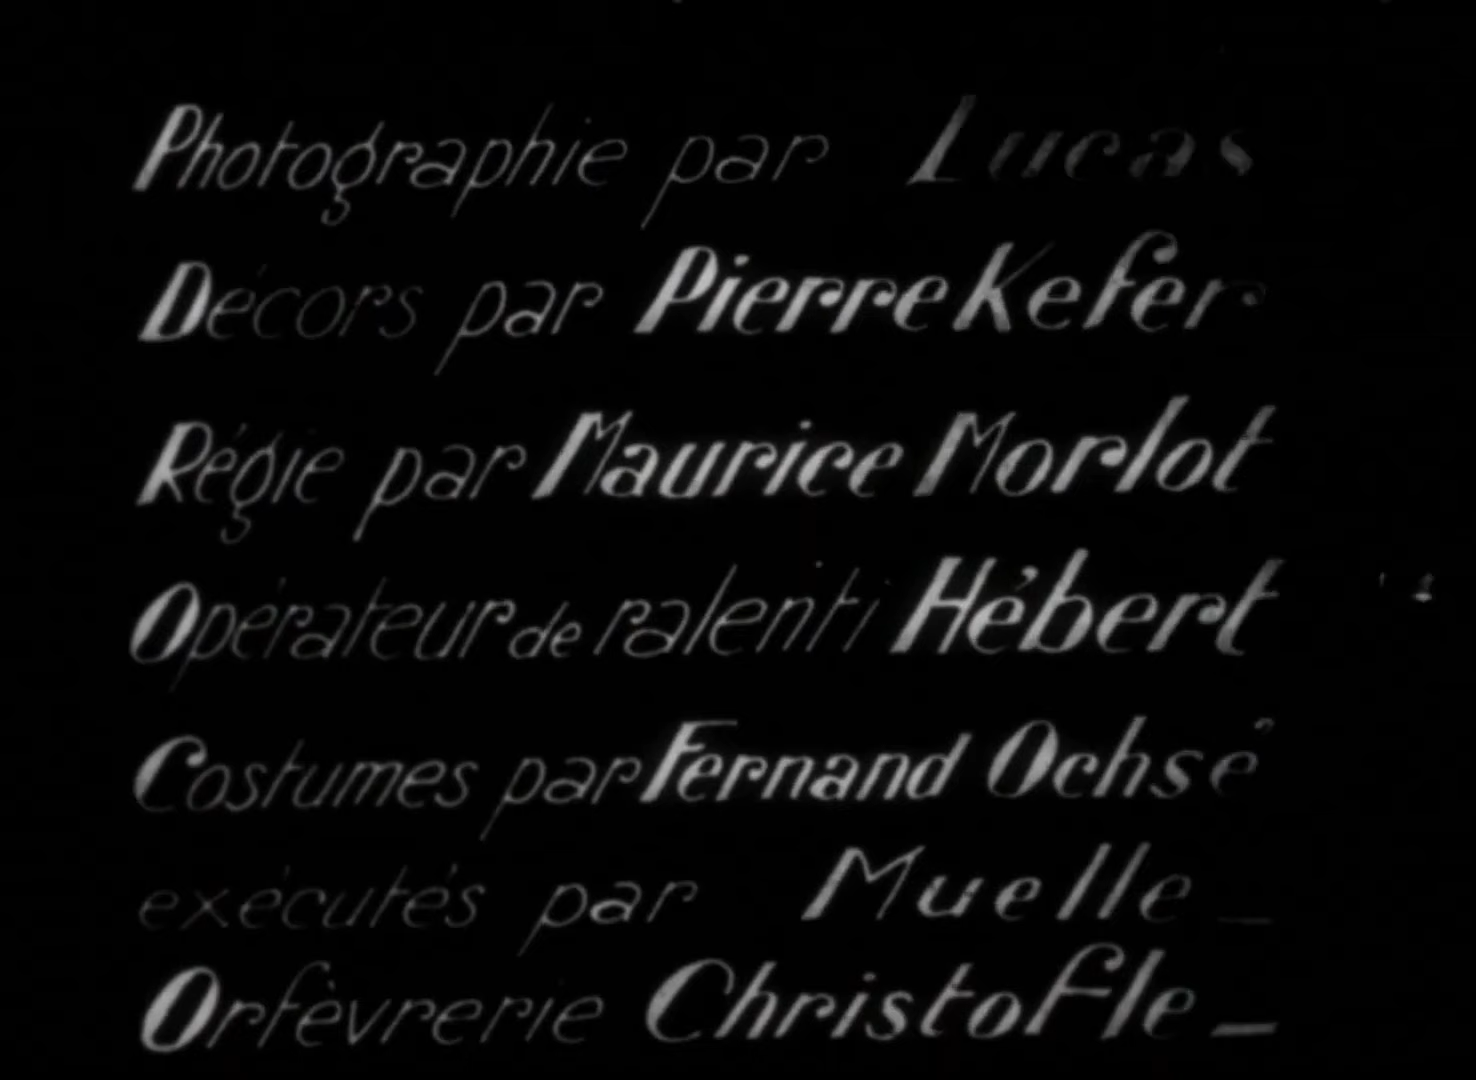 Photographie par Lucas
Décors par Pierre Kefer
Régie par Maurice Morlot
Opérateur de ralenti Hébert
Costumes par Fernand Ochsé
exécutés par Muelle _
Orfèvrerie Christofle _